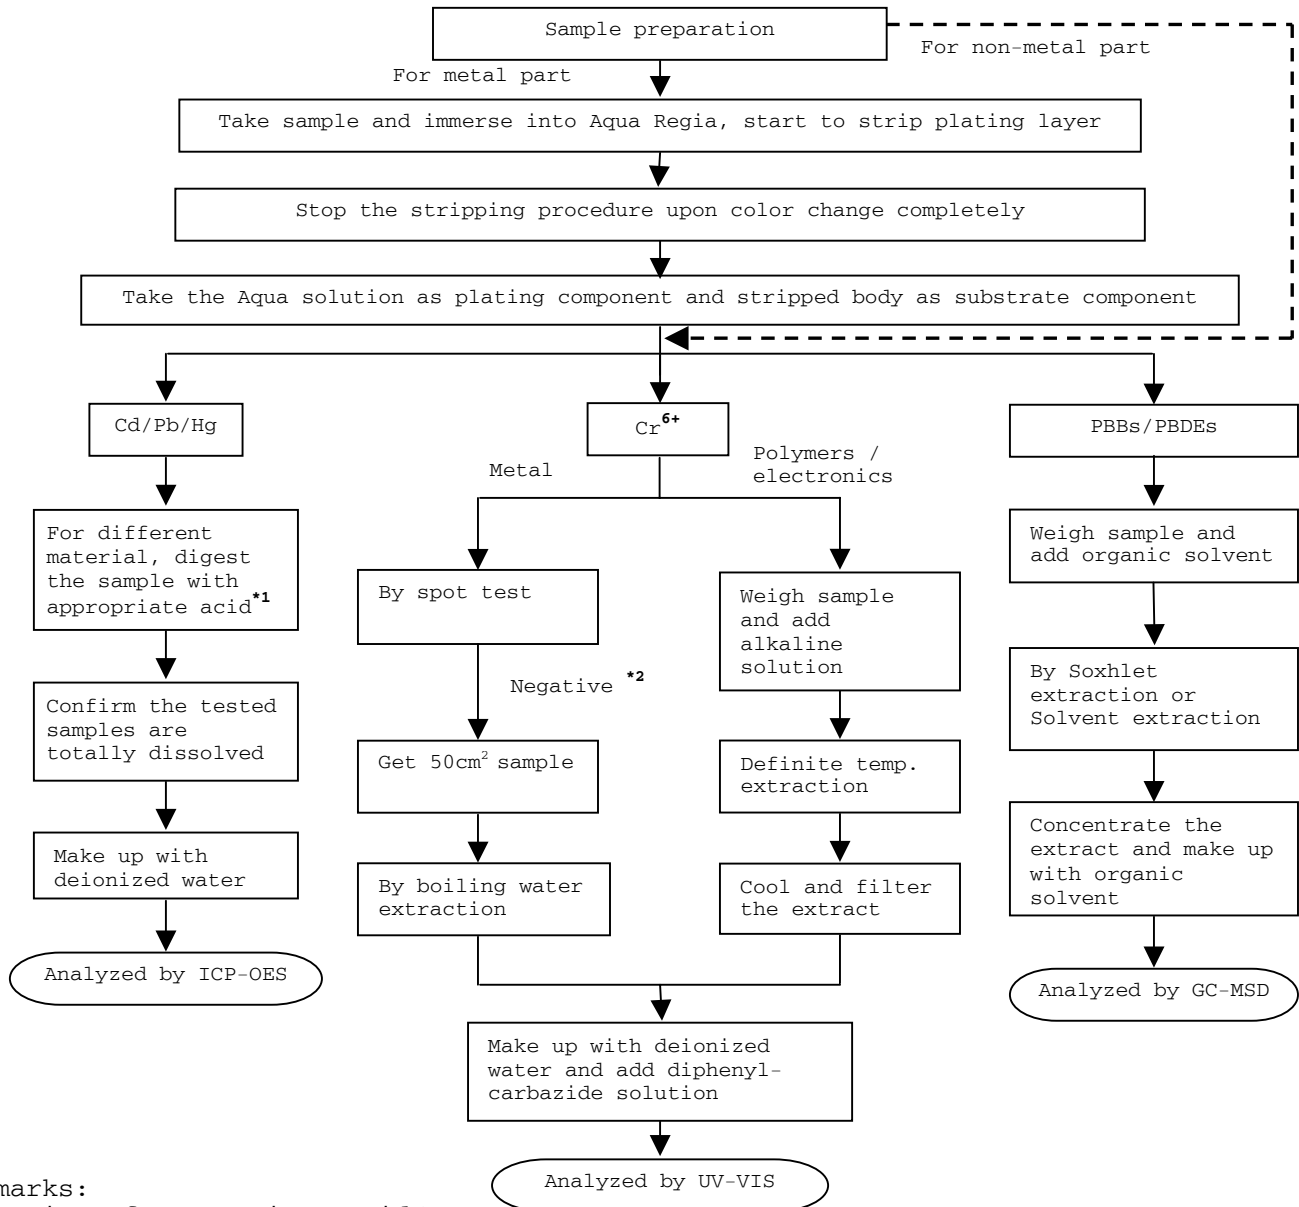 Sample preparation
For non-metal part
For metal part
Take sample and immerse into Aqua Regia, start to strip plating layer
Stop the stripping procedure upon color change completely
Take the Aqua solution as plating component and stripped body as substrate component
Cd/Pb/Hg
For different
material, digest
the sample with
appropriate acid*1
Confirm the tested
samples are
totally dissolved
Make up with
deionized water
Analyzed by ICP-OES
Cr6+
Metal
By spot test
Negative *2
Get 50cm2 sample
By boiling water
extraction
Polymers /
electronics
Weigh sample
and add
alkaline
solution
Definite temp.
extraction
Cool and filter
the extract
Make up with deionized
water and add diphenyl-
carbazide solution
Analyzed by UV-VIS
PBBs/PBDEs
Weigh sample and
add organic solvent
By Soxhlet
extraction or
Solvent extraction
Concentrate the
extract and make up
with organic
solvent
Analyzed by GC-MSD
marks: